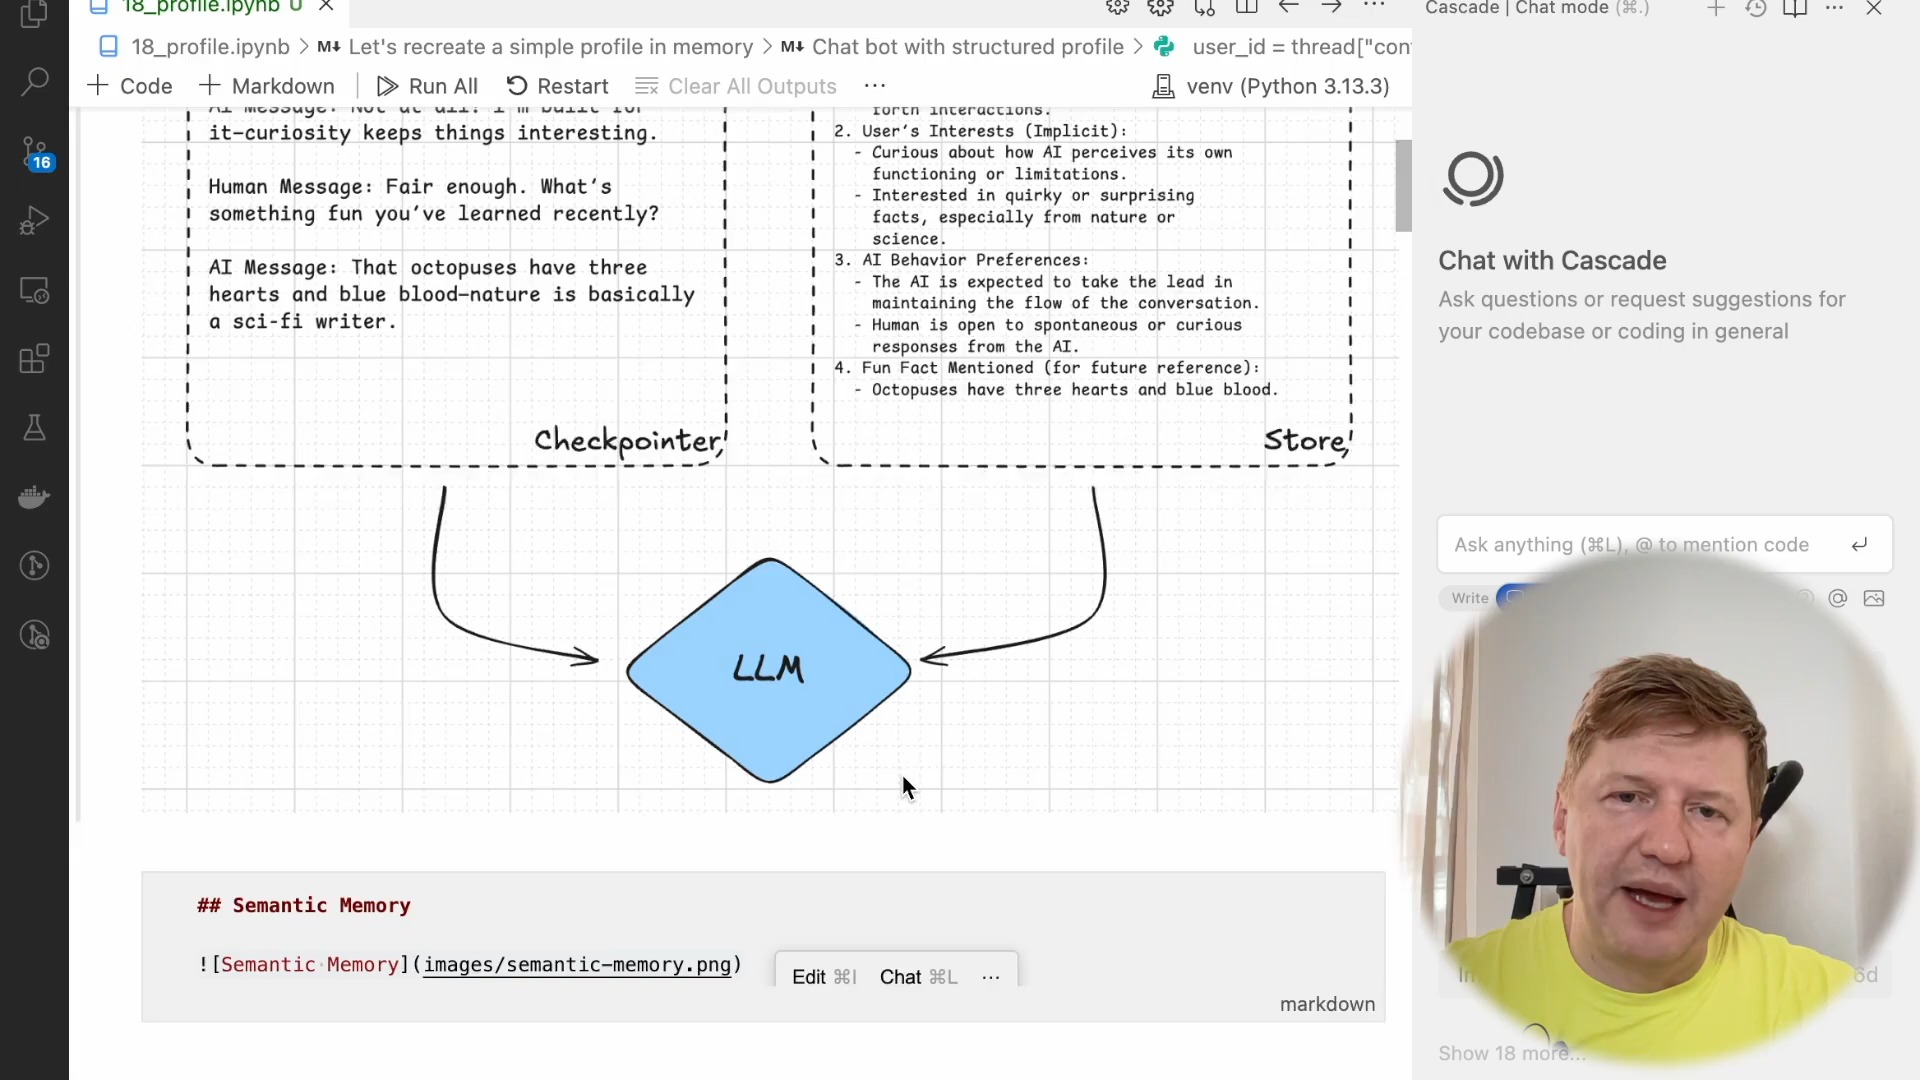 18_profile.ipynb U
Cascade | Chat mode (⌘.)
18_profile.ipynb > M↓ Let's recreate a simple profile in memory > M↓ Chat bot with structured profile > user_id = thread["con
+ Code + Markdown Run All Restart Clear All Outputs ... venv (Python 3.13.3)
16
it-curiosity keeps things interesting.
Human Message: Fair enough. What's
something fun you've learned recently?
AI Message: That octopuses have three
hearts and blue blood-nature is basically
a sci-fi writer.
Checkpointer
forth interactions.
2. User's Interests (Implicit):
- Curious about how AI perceives its own
functioning or limitations.
- Interested in quirky or surprising
facts, especially from nature or
science.
3. AI Behavior Preferences:
- The AI is expected to take the lead in
maintaining the flow of the conversation.
- Human is open to spontaneous or curious
responses from the AI.
4. Fun Fact Mentioned (for future reference):
- Octopuses have three hearts and blue blood.
Store
LLM
## Semantic Memory
![Semantic Memory](images/semantic-memory.png)
Edit ⌘I Chat ⌘L ...
markdown
Chat with Cascade
Ask questions or request suggestions for
your codebase or coding in general
Ask anything (⌘L), @ to mention code
Write
6d
Show 18 more...